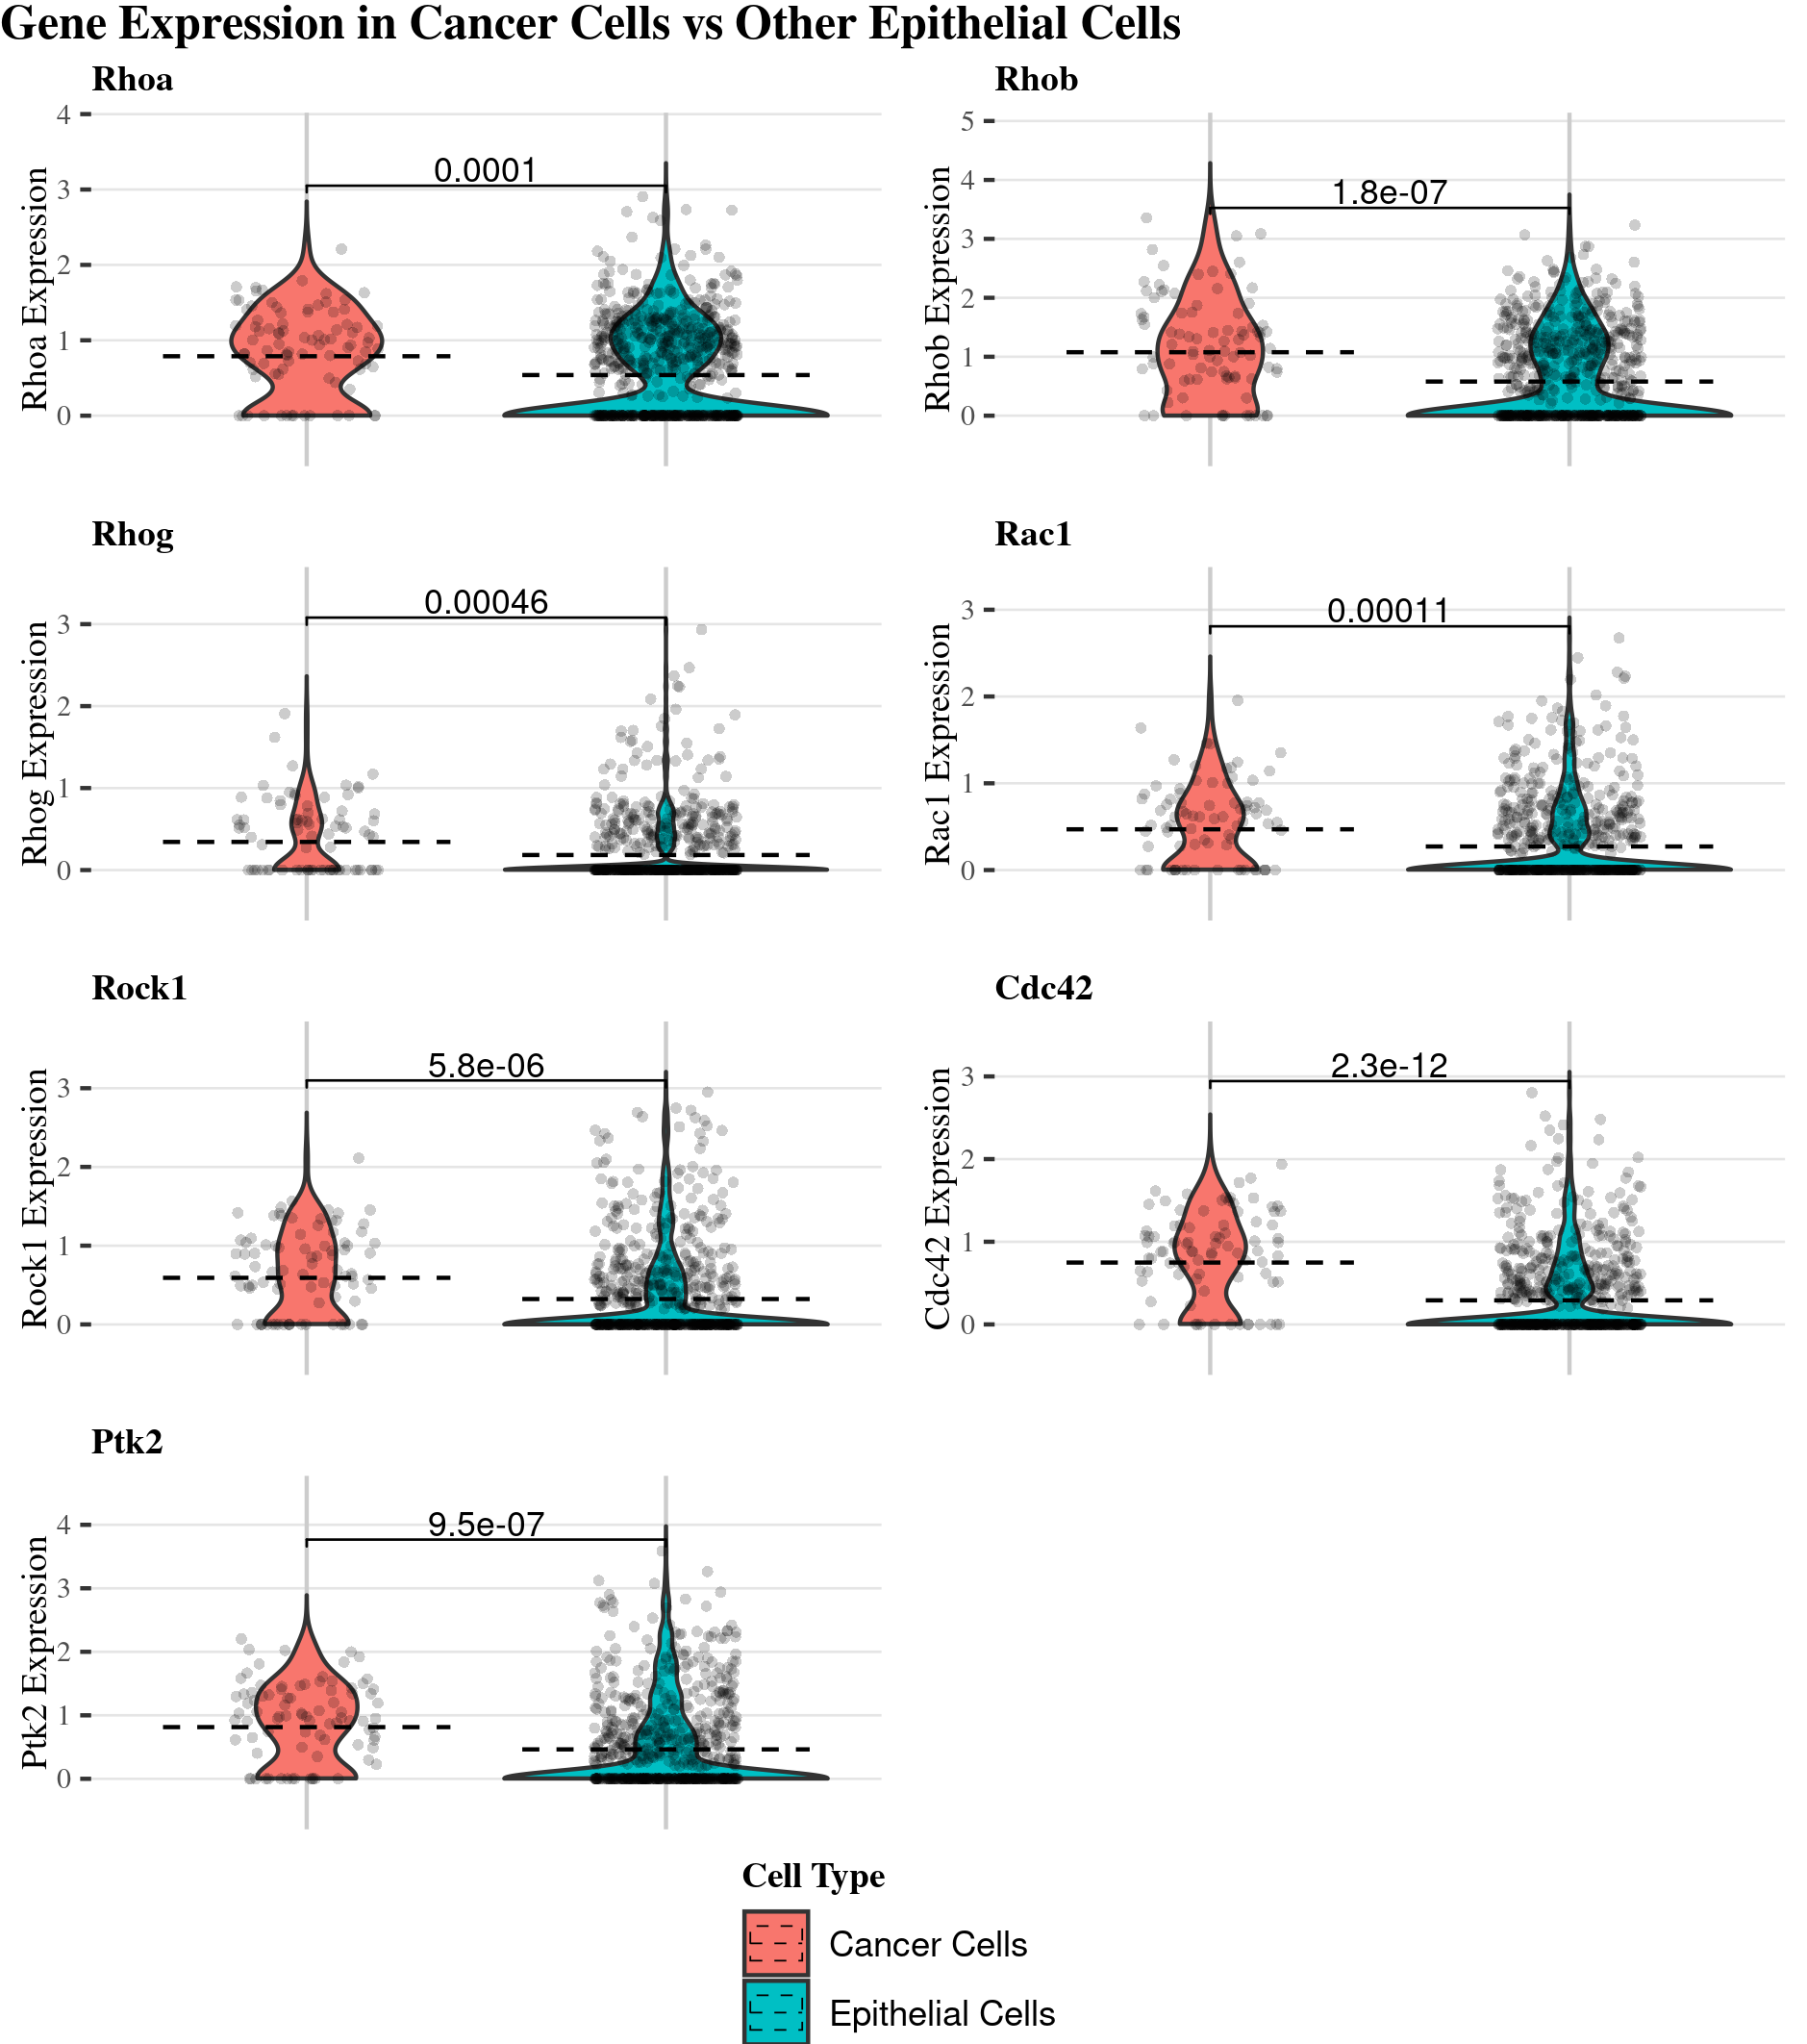 Gene Expression in Cancer Cells vs Other Epithelial Cells
Rhoa
Rhoa Expression
4
3
2
1
0
0.0001
Rhob
Rhob Expression
5
4
3
2
1
0
1.8e-07
Rhog
Rhog Expression
3
2
1
0
0.00046
Rac1
Rac1 Expression
3
2
1
0
0.00011
Rock1
Rock1 Expression
3
2
1
0
5.8e-06
Cdc42
Cdc42 Expression
3
2
1
0
2.3e-12
Ptk2
Ptk2 Expression
4
3
2
1
0
9.5e-07
Cell Type
Cancer Cells
Epithelial Cells